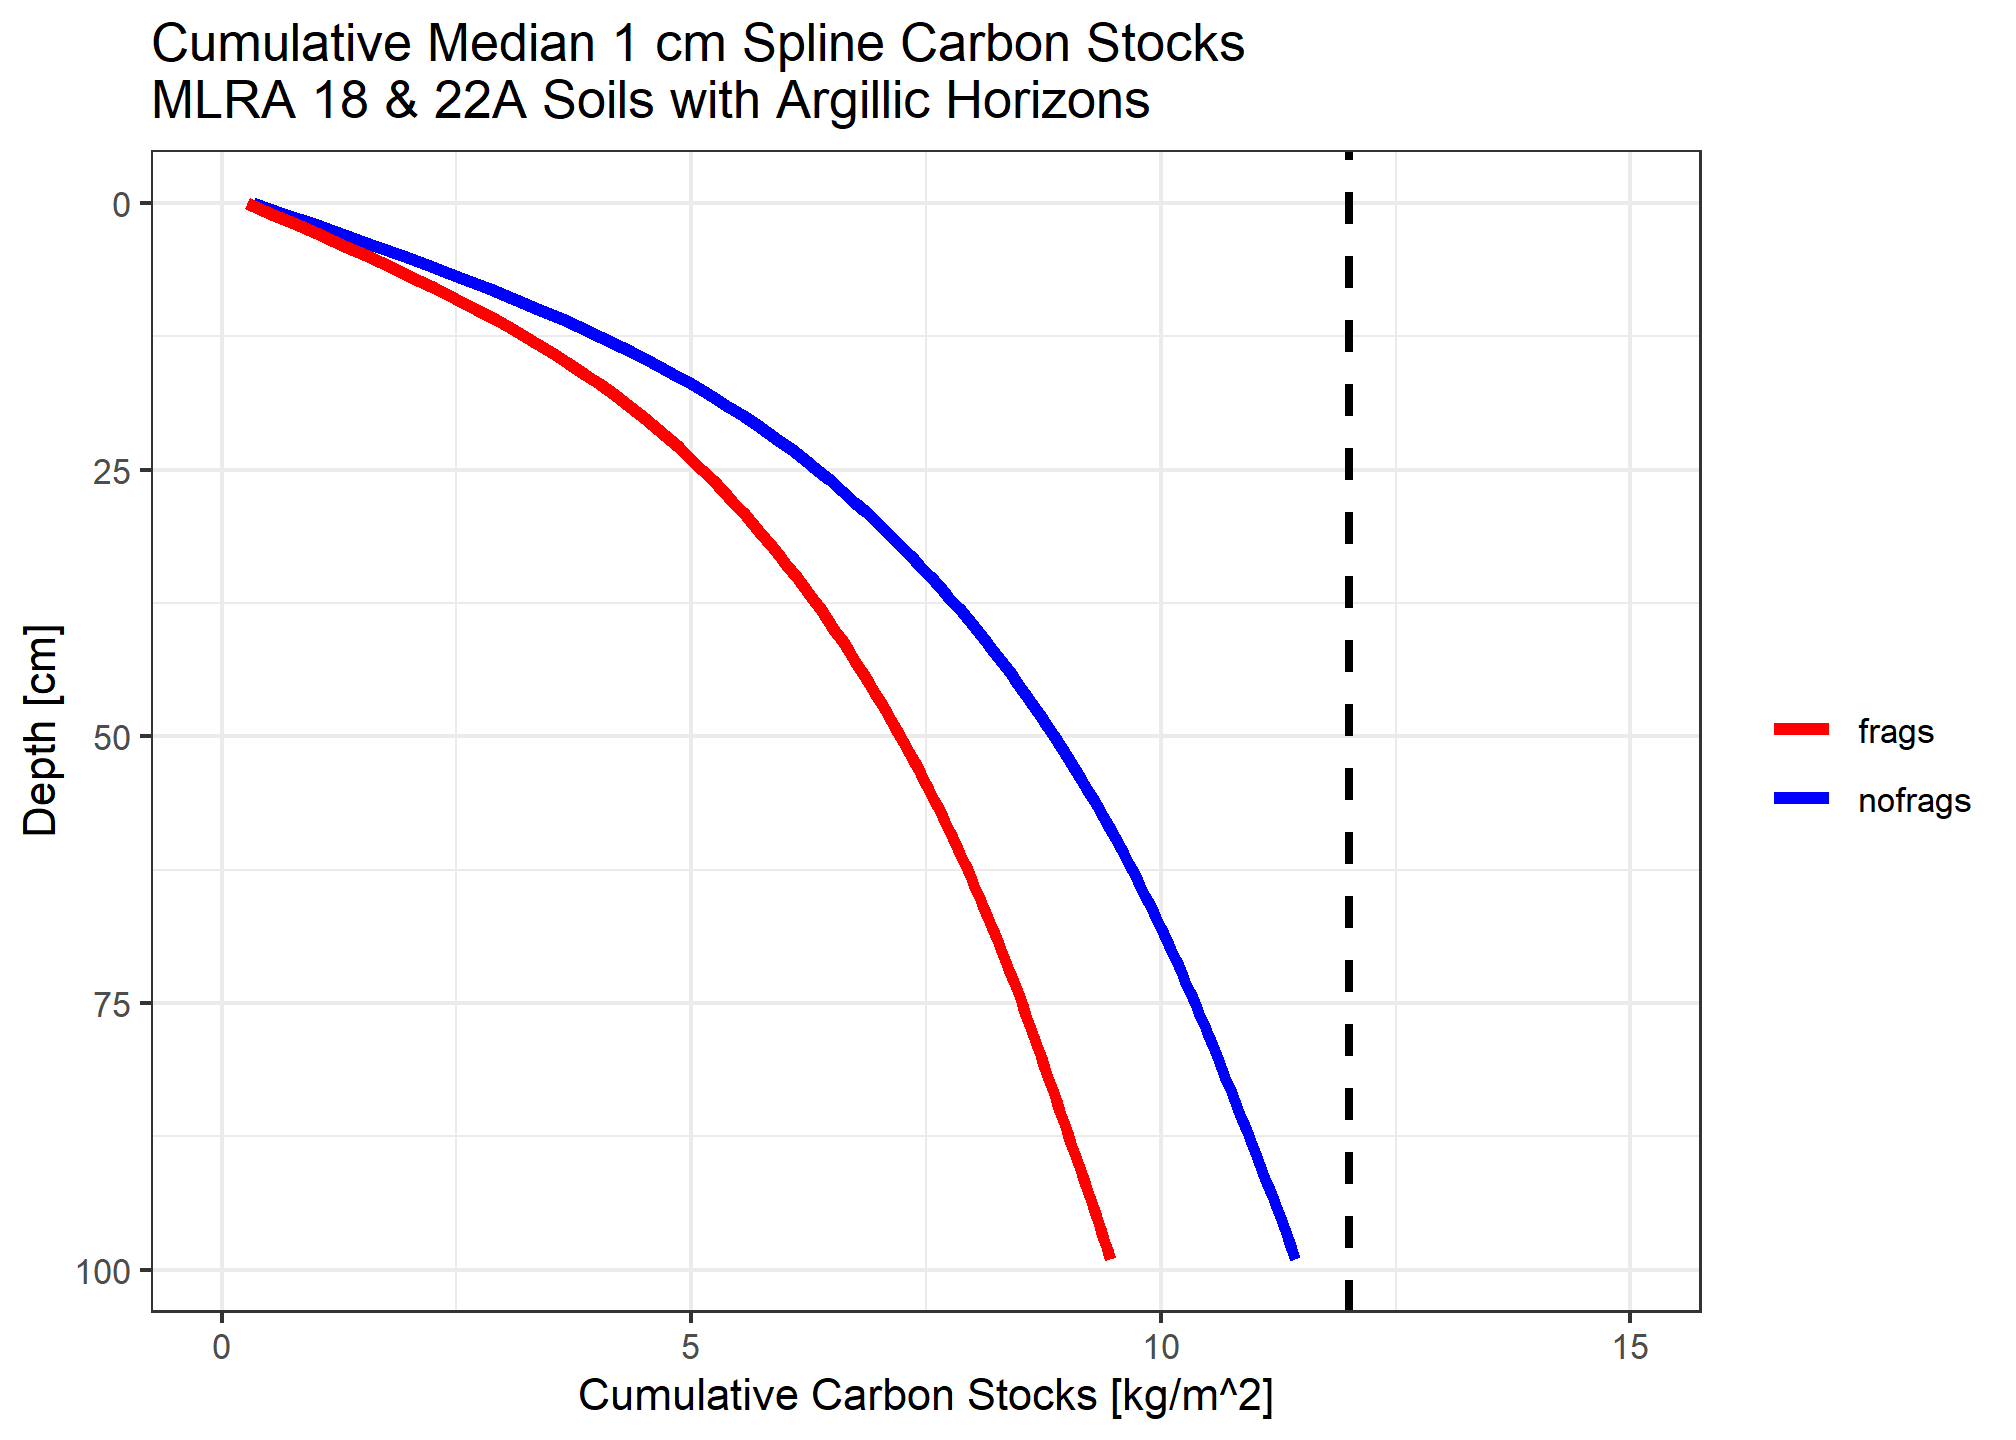 Cumulative Median 1 cm Spline Carbon Stocks
MLRA 18 & 22A Soils with Argillic Horizons
Depth [cm]
0
25
50
75
100
0
5
10
15
Cumulative Carbon Stocks [kg/m^2]
frags
nofrags